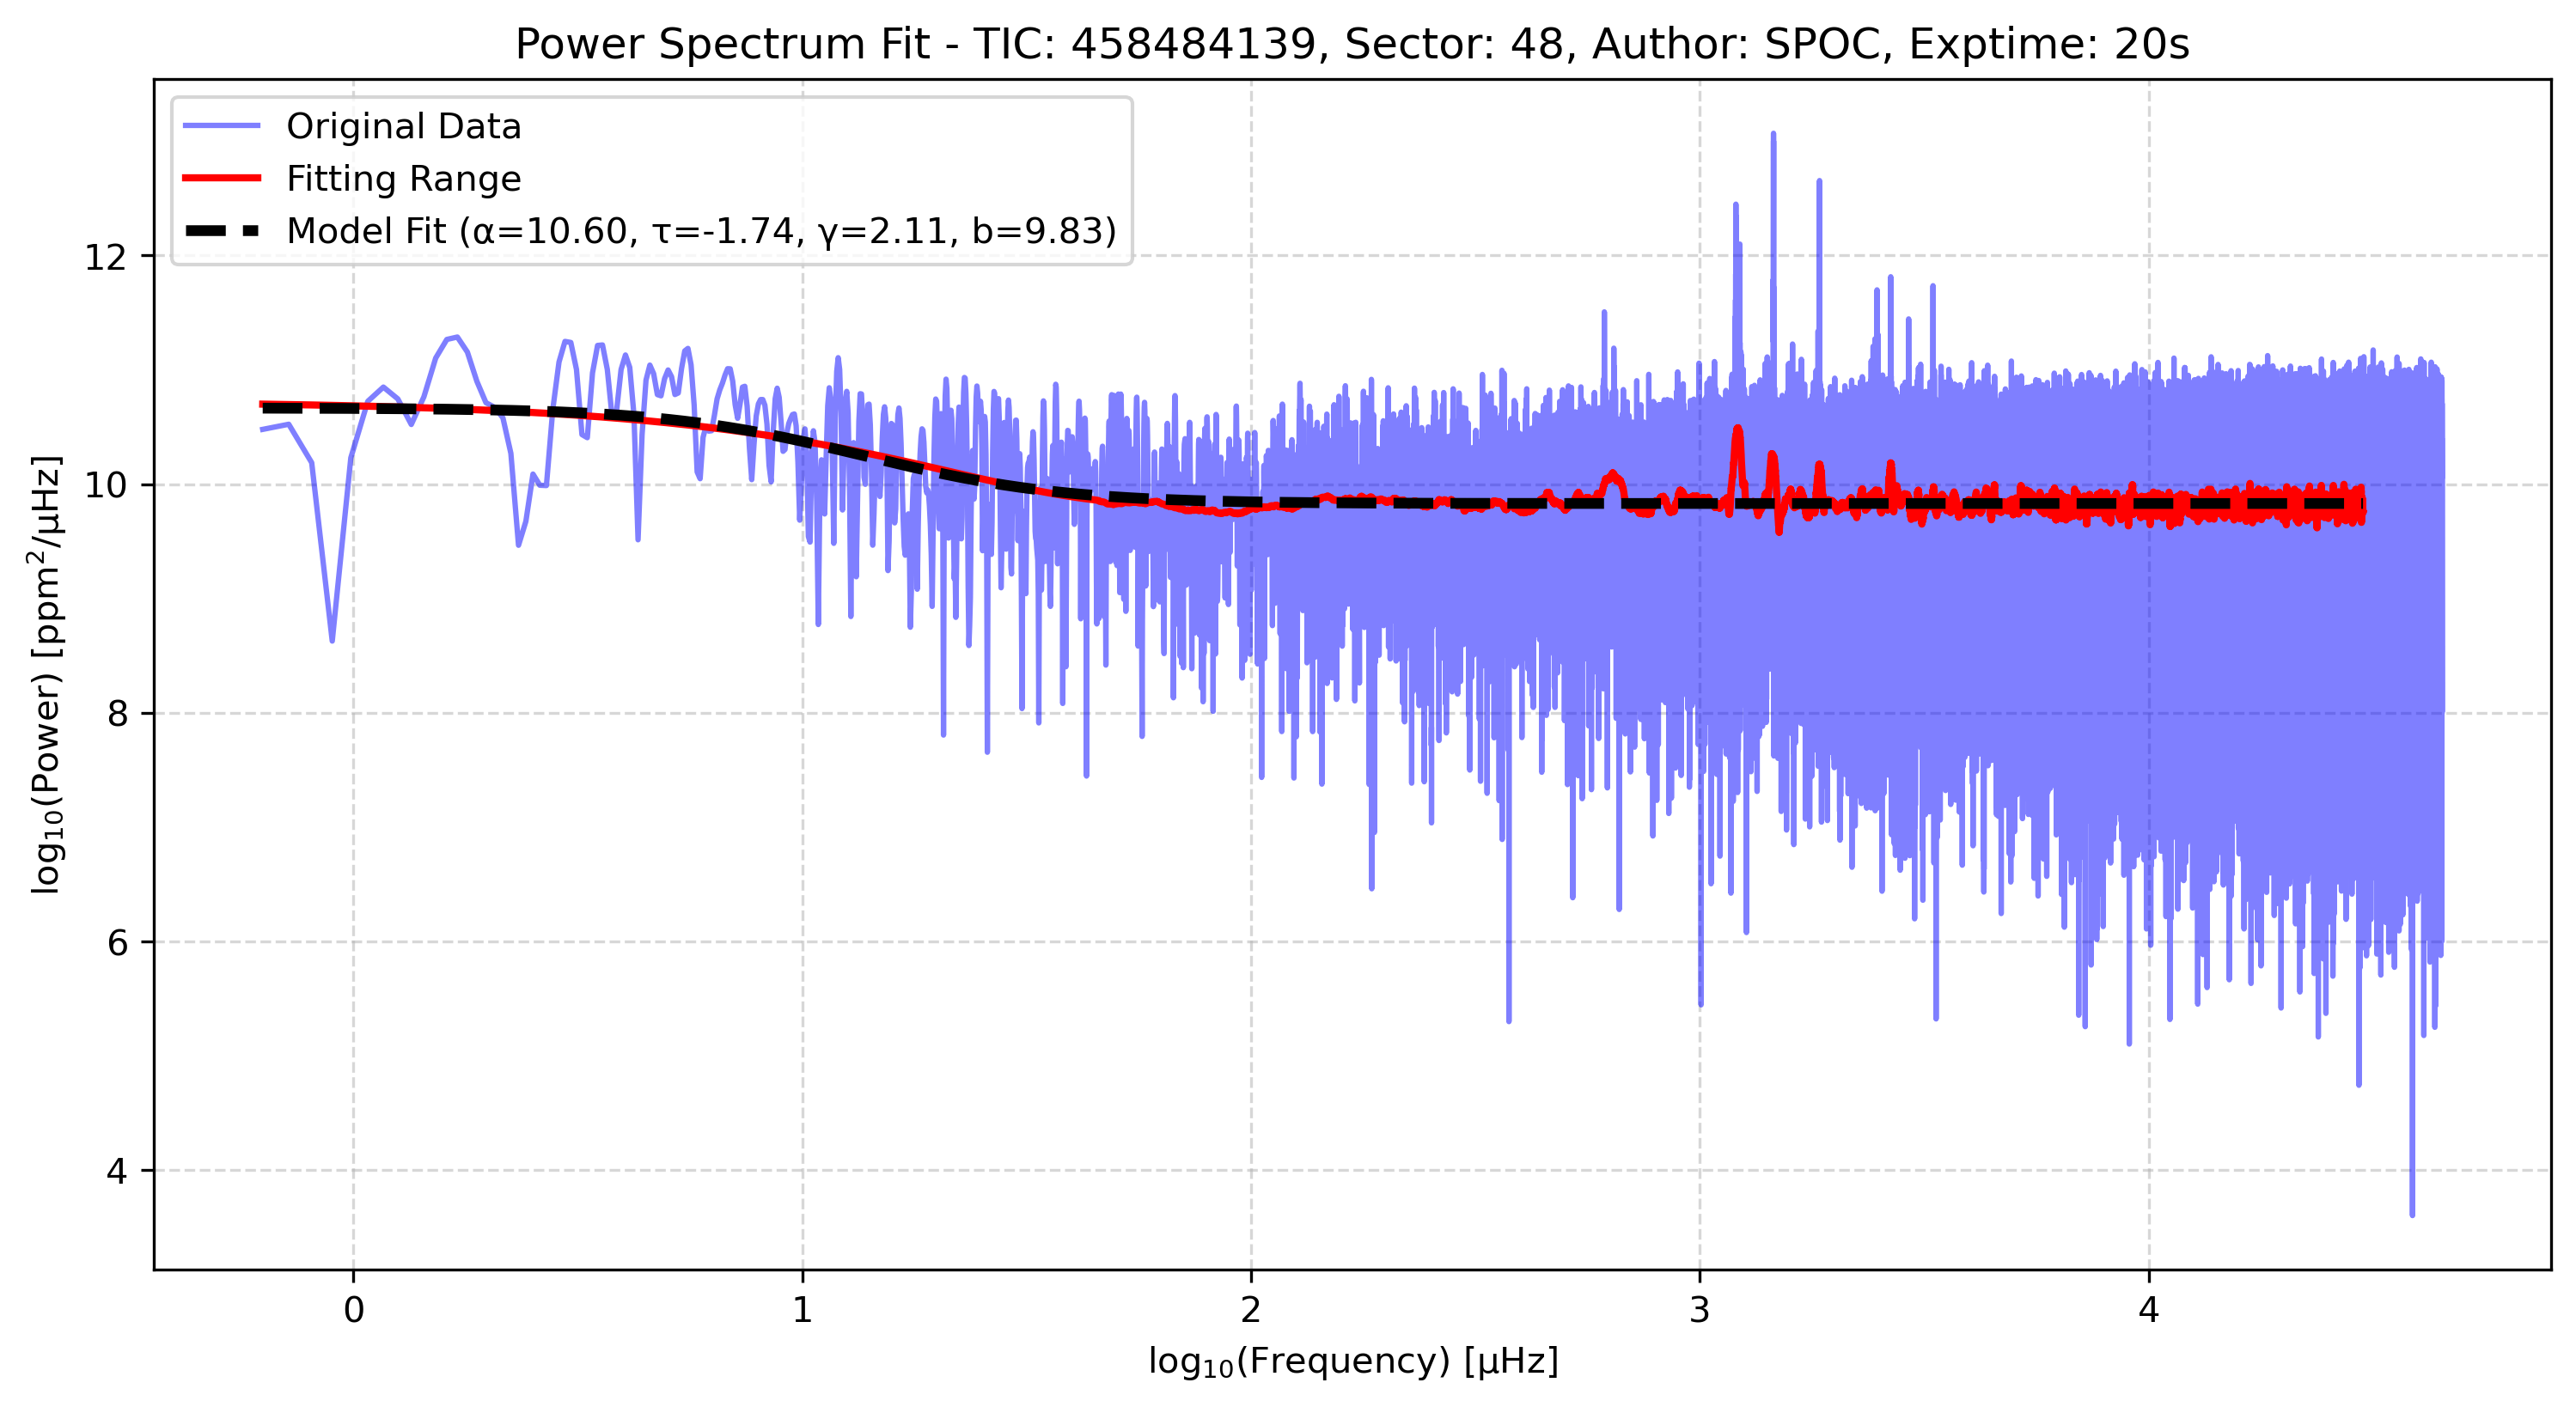 Power Spectrum Fit - TIC: 458484139, Sector: 48, Author: SPOC, Exptime: 20s
Original Data
Fitting Range
Model Fit (α=10.60, τ=-1.74, γ=2.11, b=9.83)
log₁₀(Power) [ppm²/μHz]
12
10
8
6
4
0 1 2 3 4
log₁₀(Frequency) [μHz]